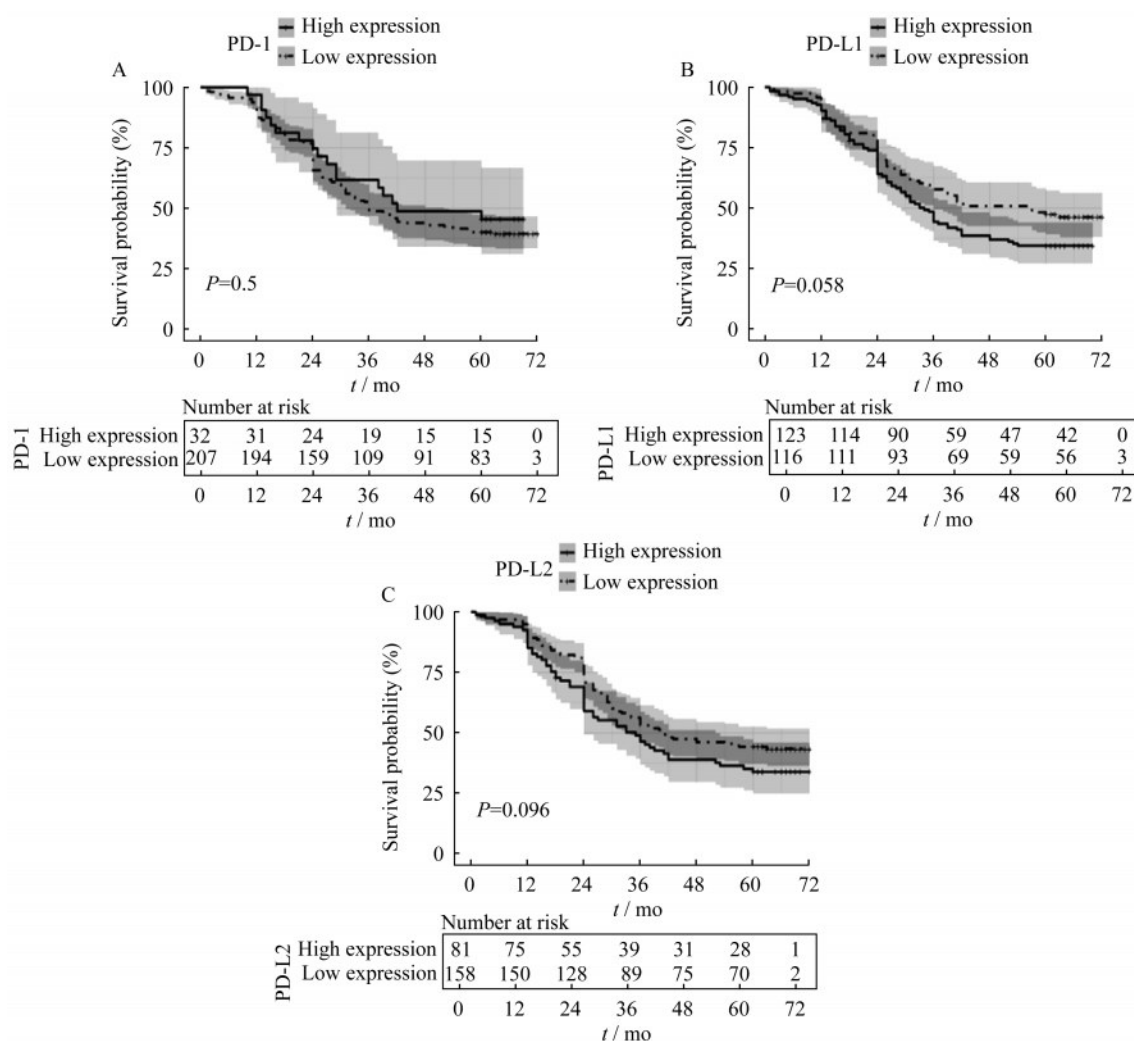 PD-1
High expression
Low expression
A
Survival probability (%)
100
75
50
25
0
P=0.5
0 12 24 36 48 60 72
t / mo
Number at risk
PD-1
High expression 32 31 24 19 15 15 0
Low expression 207 194 159 109 91 83 3
0 12 24 36 48 60 72
t / mo
PD-L1
High expression
Low expression
B
Survival probability (%)
100
75
50
25
0
P=0.058
0 12 24 36 48 60 72
t / mo
Number at risk
PD-L1
High expression 123 114 90 59 47 42 0
Low expression 116 111 93 69 59 56 3
0 12 24 36 48 60 72
t / mo
PD-L2
High expression
Low expression
C
Survival probability (%)
100
75
50
25
0
P=0.096
0 12 24 36 48 60 72
t / mo
Number at risk
PD-L2
High expression 81 75 55 39 31 28 1
Low expression 158 150 128 89 75 70 2
0 12 24 36 48 60 72
t / mo